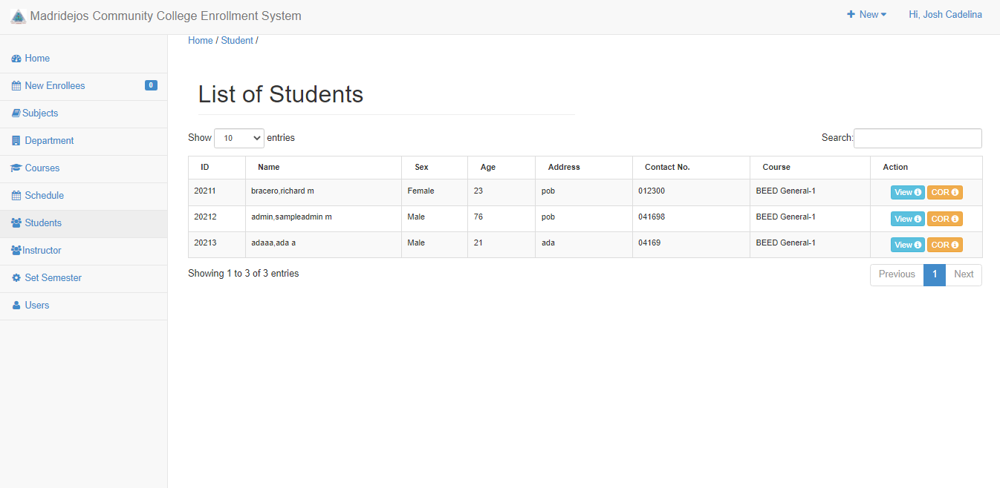 Madridejos Community College Enrollment System
New
Hi, Josh Cadelina
Home
New Enrollees 0
Subjects
Department
Courses
Schedule
Students
Instructor
Set Semester
Users
Home / Student /
List of Students
Show 10 entries
Search:
ID Name Sex Age Address Contact No. Course Action
20211 bracero,richard m Female 23 pob 012300 BEED General-1 View COR
20212 admin,sampleadmin m Male 76 pob 041698 BEED General-1 View COR
20213 adaaa,ada a Male 21 ada 04169 BEED General-1 View COR
Showing 1 to 3 of 3 entries
Previous 1 Next